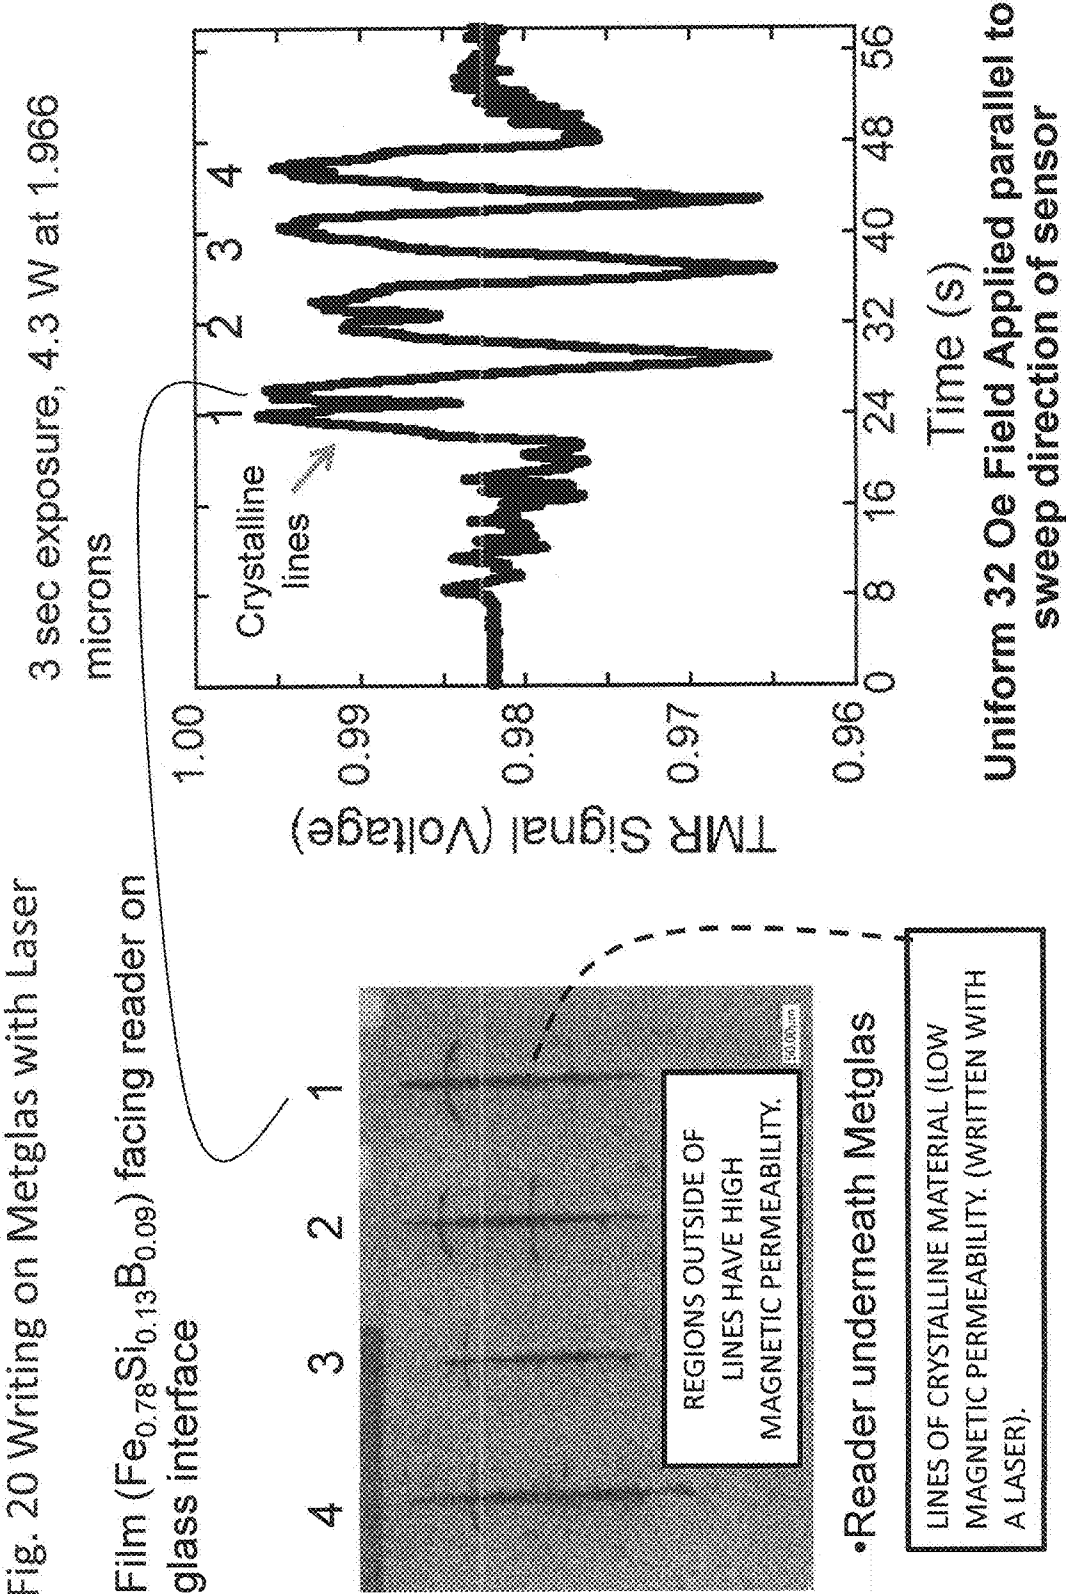 Fig. 20 Writing on Metglas with Laser
Film (Fe0.78Si0.13B0.09) facing reader on
glass interface
4
3
2
1
REGIONS OUTSIDE OF
LINES HAVE HIGH
MAGNETIC PERMEABILITY.
50.00μm
•Reader underneath Metglas
LINES OF CRYSTALLINE MATERIAL (LOW
MAGNETIC PERMEABILITY. (WRITTEN WITH
A LASER).
3 sec exposure, 4.3 W at 1.966
microns
TMR Signal (Voltage)
1.00
0.99
0.98
0.97
0.96
Crystalline
lines
1
2
3
4
0 8 16 24 32 40 48 56
Time (s)
Uniform 32 Oe Field Applied parallel to
sweep direction of sensor